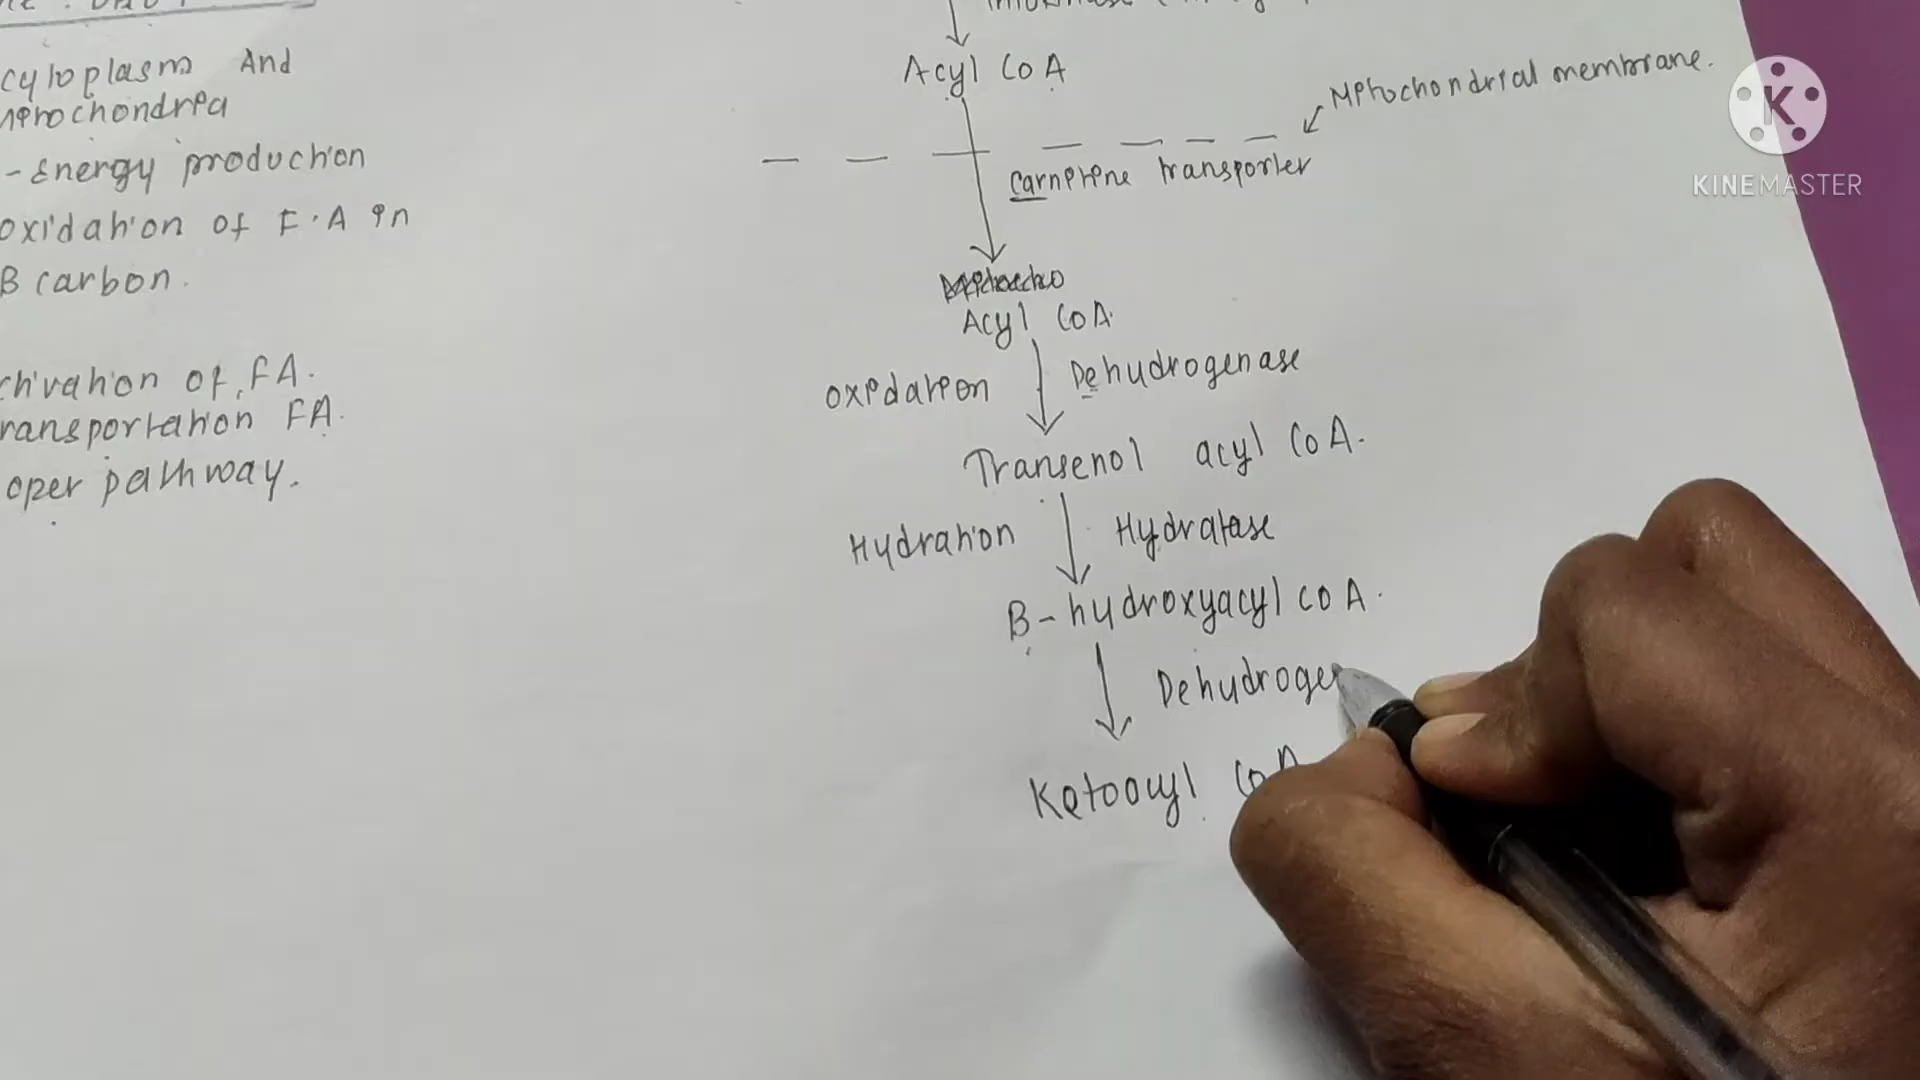 cytoplasm And
Mitochondria
- Energy production
oxidation of F.A in
B carbon.
ctivation of FA.
ransportation FA.
oper pathway.
Acyl CoA
Mitochondrial membrane.
carnitine transporter
Acyl CoA
oxidation Dehydrogenase
Transenol acyl CoA.
Hydration Hydratase
B-hydroxyacyl CoA.
Dehydroge
Ketoacyl CoA
K
KINEMASTER